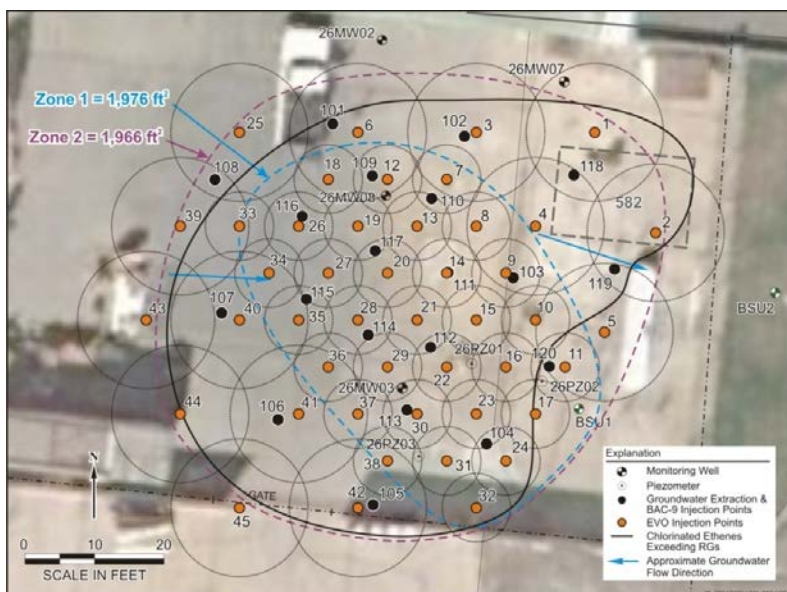 26MW02
26MW07
Zone 1 = 1,976 ft²
Zone 2 = 1,966 ft²
25
101
6
102
3
1
108
18
109
12
7
118
26MW08
110
582
39
33
116
26
19
13
8
4
2
117
34
27
20
14
111
9
103
119
BSU2
43
107
40
115
35
28
114
21
112
15
10
5
26PZ01
36
29
22
16
120
11
26PZ02
26MW03
44
106
41
37
113
30
23
17
BSU1
26PZ03
104
38
31
24
GATE
45
42
105
32
N
0 10 20
SCALE IN FEET
Explanation
Monitoring Well
Piezometer
Groundwater Extraction &
BAC-9 Injection Points
EVO Injection Points
Chlorinated Ethenes
Exceeding RGs
Approximate Groundwater
Flow Direction